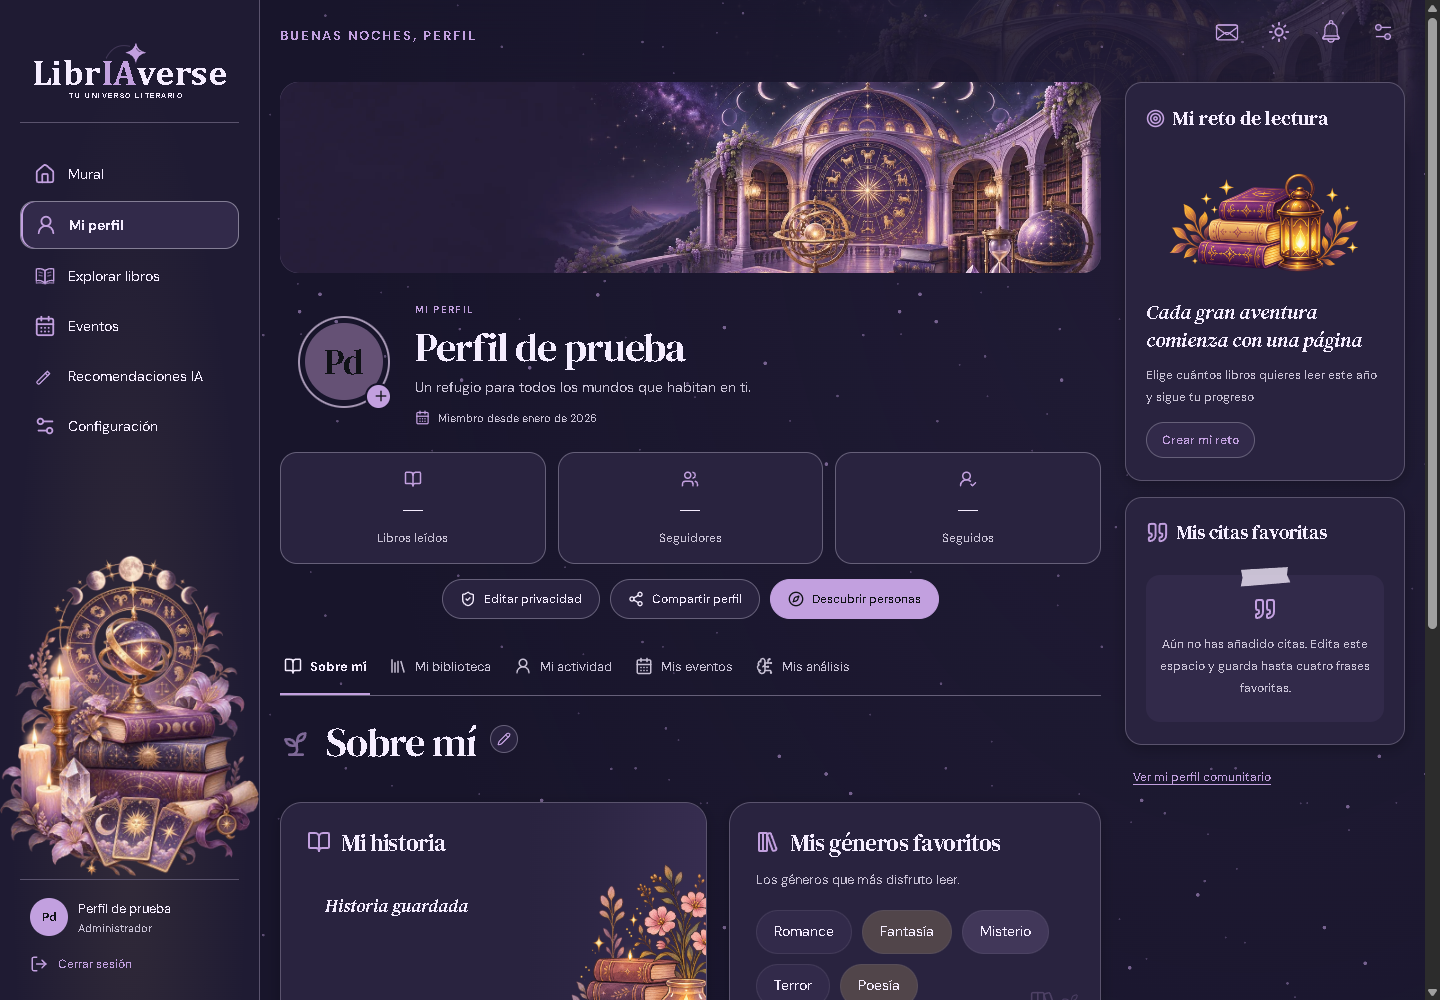 LibrIAverse
TU UNIVERSO LITERARIO
Mural
Mi perfil
Explorar libros
Eventos
Recomendaciones IA
Configuración
Pd
Perfil de prueba
Administrador
Cerrar sesión
BUENAS NOCHES, PERFIL
Pd
MI PERFIL
Perfil de prueba
Un refugio para todos los mundos que habitan en ti.
Miembro desde enero de 2026
—
Libros leídos
—
Seguidores
—
Seguidos
Editar privacidad
Compartir perfil
Descubrir personas
Sobre mí
Mi biblioteca
Mi actividad
Mis eventos
Mis análisis
Sobre mí
Mi historia
Historia guardada
Mis géneros favoritos
Los géneros que más disfruto leer.
Romance
Fantasía
Misterio
Terror
Poesía
Mi reto de lectura
Cada gran aventura
comienza con una página
Elige cuántos libros quieres leer este año
y sigue tu progreso
Crear mi reto
Mis citas favoritas
Aún no has añadido citas. Edita este
espacio y guarda hasta cuatro frases
favoritas.
Ver mi perfil comunitario